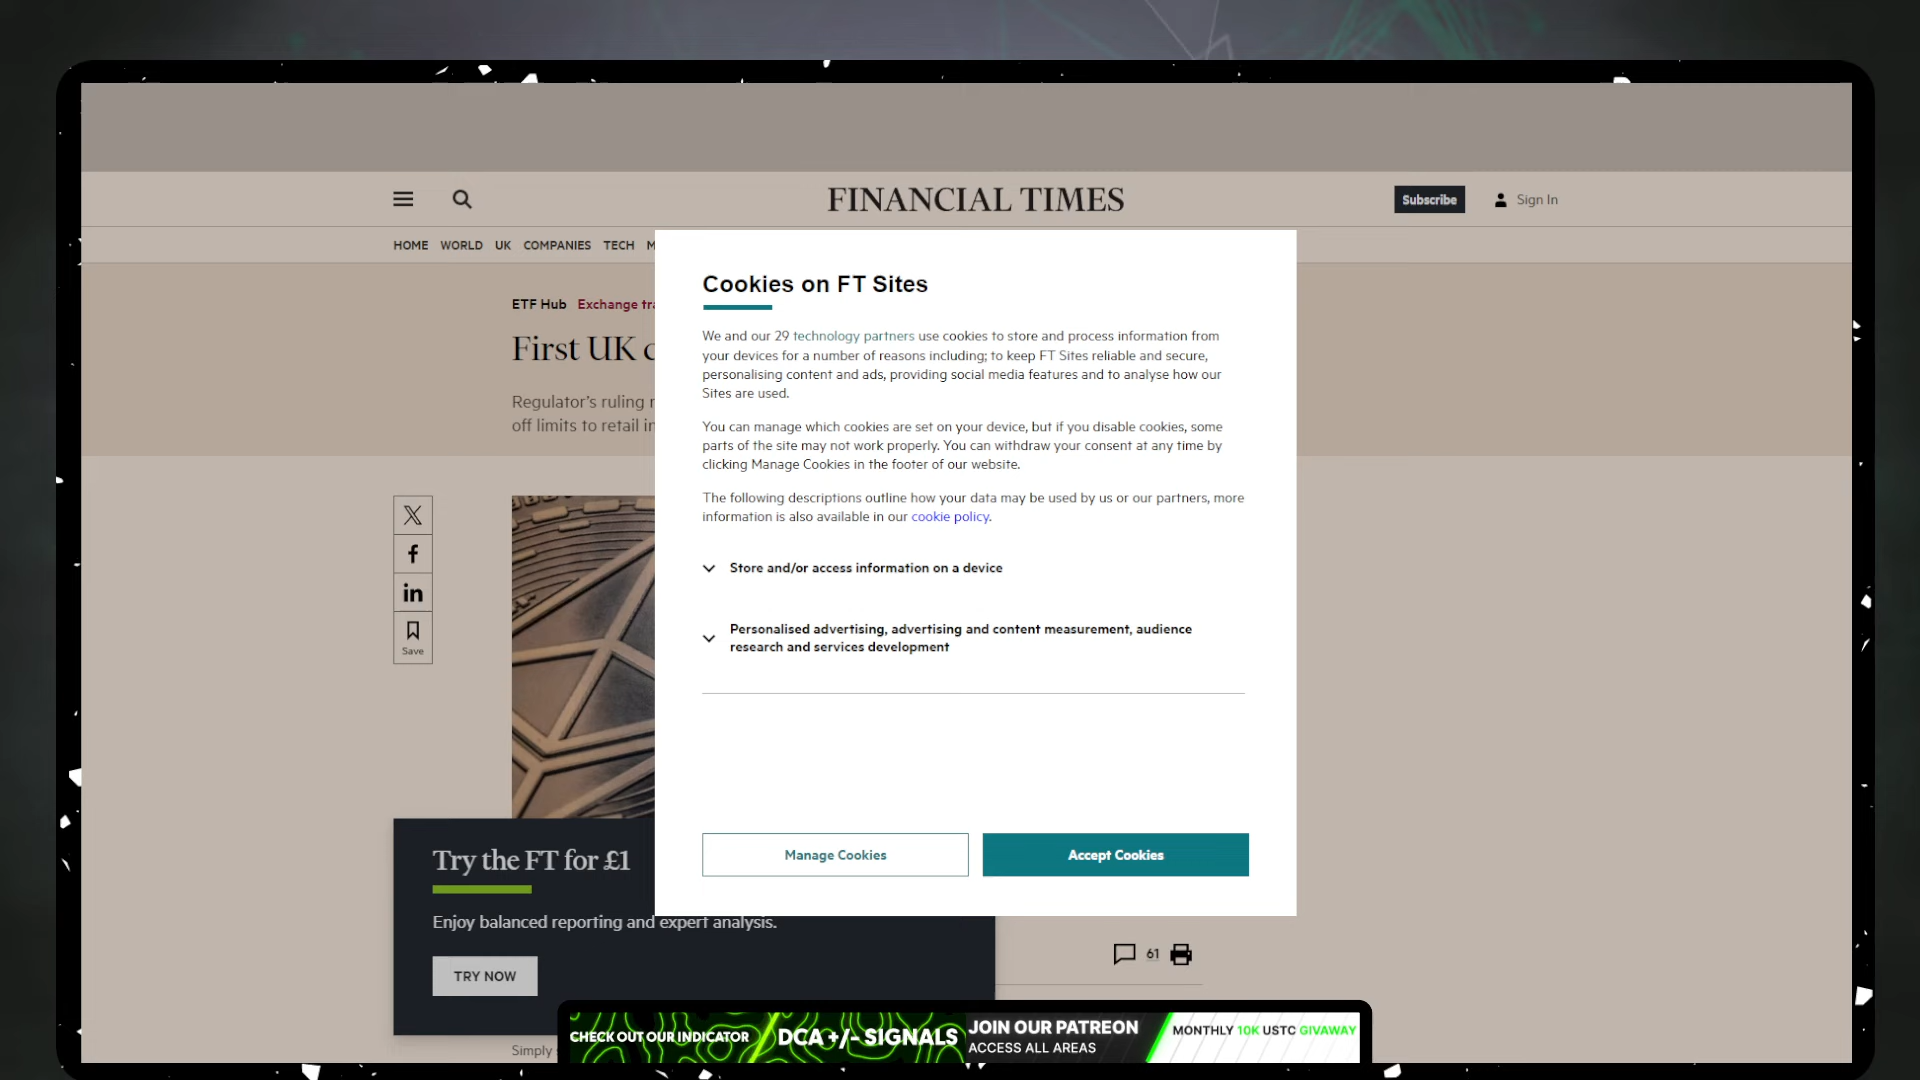 FINANCIAL TIMES
Subscribe
Sign In
HOME WORLD UK COMPANIES TECH M
ETF Hub Exchange tra
First UK c
Regulator's ruling
off limits to retail in
Save
Cookies on FT Sites
We and our 29 technology partners use cookies to store and process information from
your devices for a number of reasons including; to keep FT Sites reliable and secure,
personalising content and ads, providing social media features and to analyse how our
Sites are used.
You can manage which cookies are set on your device, but if you disable cookies, some
parts of the site may not work properly. You can withdraw your consent at any time by
clicking Manage Cookies in the footer of our website.
The following descriptions outline how your data may be used by us or our partners, more
information is also available in our cookie policy.
Store and/or access information on a device
Personalised advertising, advertising and content measurement, audience
research and services development
Manage Cookies
Accept Cookies
Try the FT for £1
Enjoy balanced reporting and expert analysis.
TRY NOW
61
Simply
CHECK OUT OUR INDICATOR
DCA +/- SIGNALS
JOIN OUR PATREON
ACCESS ALL AREAS
MONTHLY 10K USTC GIVAWAY